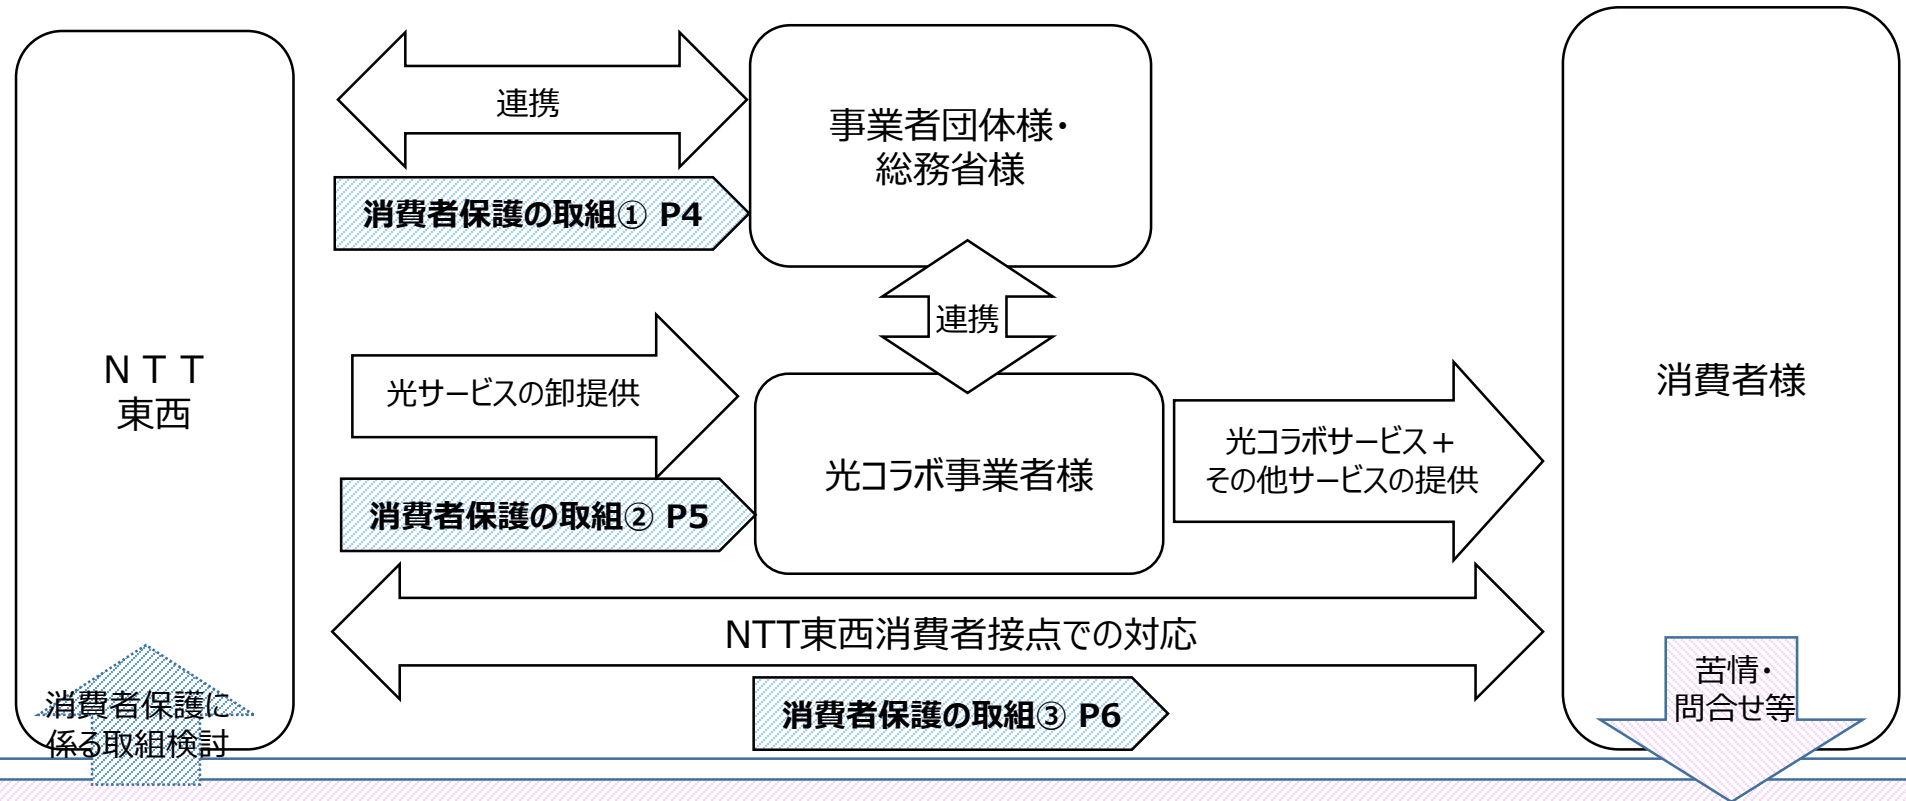 ＮＴＴ
東西
連携
消費者保護の取組① P4
事業者団体様・
総務省様
連携
光サービスの卸提供
消費者保護の取組② P5
光コラボ事業者様
光コラボサービス＋
その他サービスの提供
消費者様
NTT東西消費者接点での対応
消費者保護の取組③ P6
消費者保護に
係る取組検討
苦情・
問合せ等